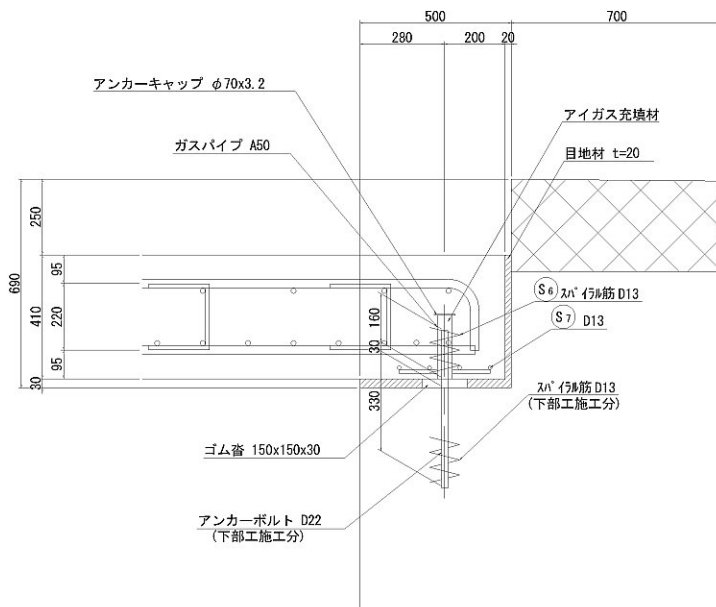 500
700
280
200
20
アンカーキャップ φ70x3.2
アイガス充填材
ガスパイプ A50
目地材 t=20
250
690
95
410
220
95
30
160
30
330
S6 スパイラル筋 D13
S7 D13
スパイラル筋 D13
(下部工施工分)
ゴム沓 150x150x30
アンカーボルト D22
(下部工施工分)